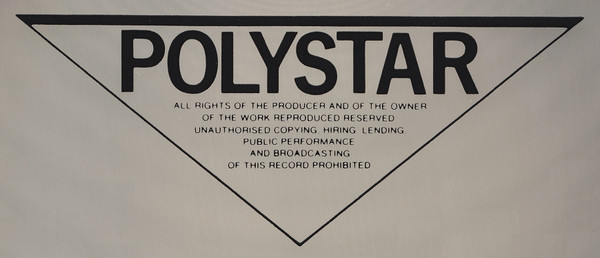 POLYSTAR
ALL RIGHTS OF THE PRODUCER AND OF THE OWNER
OF THE WORK REPRODUCED RESERVED
UNAUTHORISED COPYING. HIRING. LENDING.
PUBLIC PERFORMANCE
AND BROADCASTING
OF THIS RECORD PROHIBITED